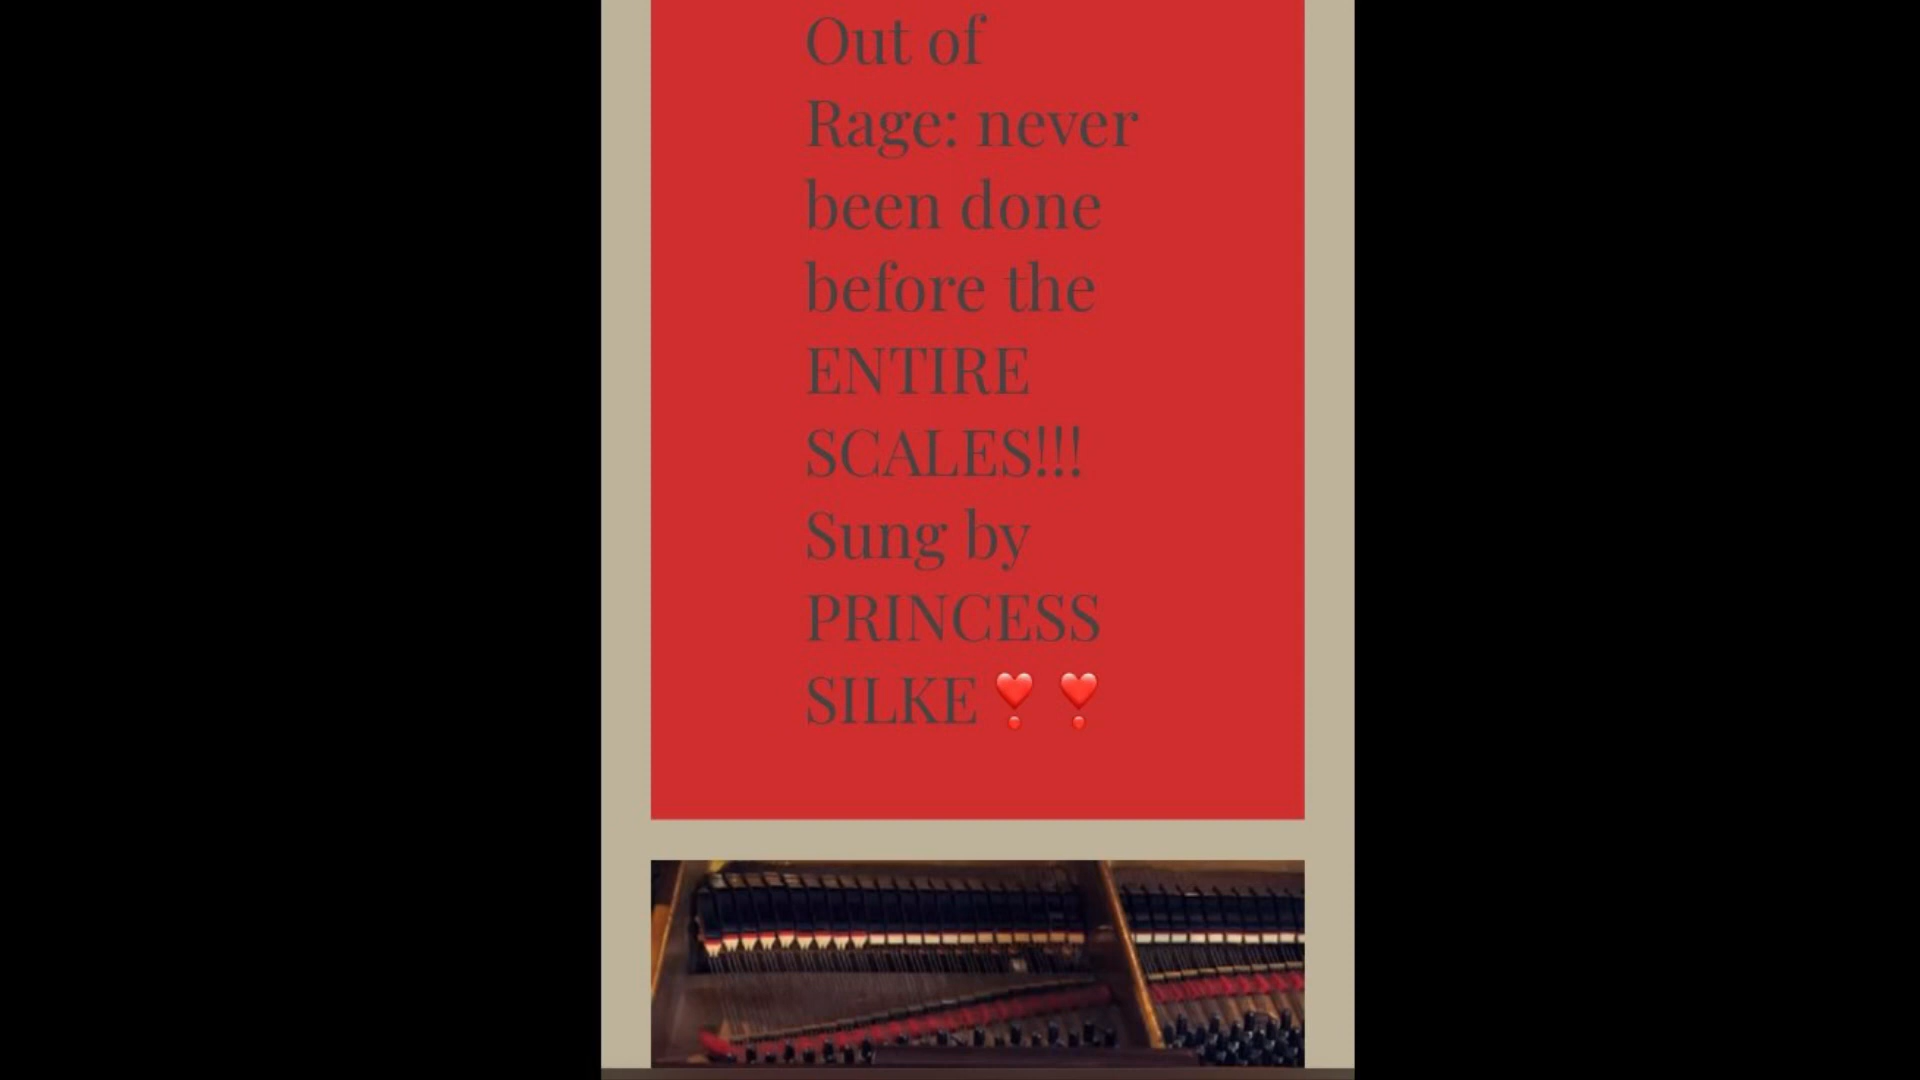 Out of
Rage: never
been done
before the
ENTIRE
SCALES!!!
Sung by
PRINCESS
SILKE❣️❣️